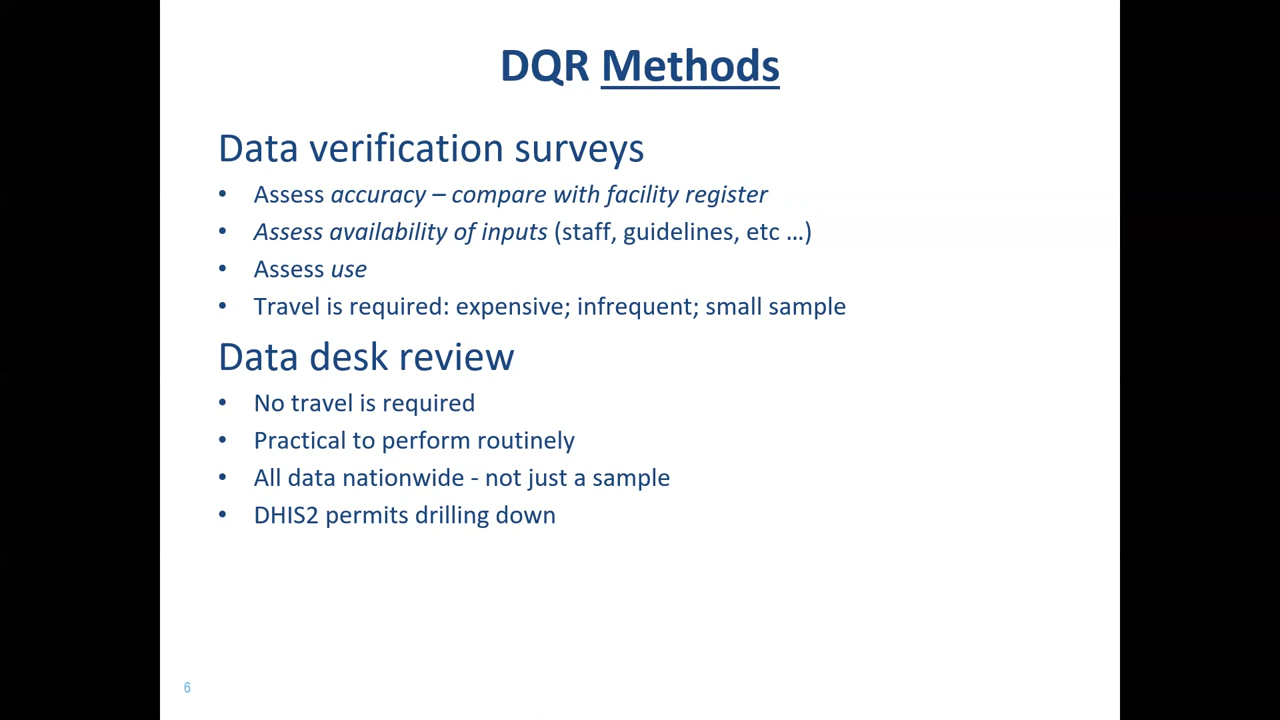 DQR Methods
Data verification surveys
• Assess accuracy – compare with facility register
• Assess availability of inputs (staff, guidelines, etc …)
• Assess use
• Travel is required: expensive; infrequent; small sample
Data desk review
• No travel is required
• Practical to perform routinely
• All data nationwide - not just a sample
• DHIS2 permits drilling down
6